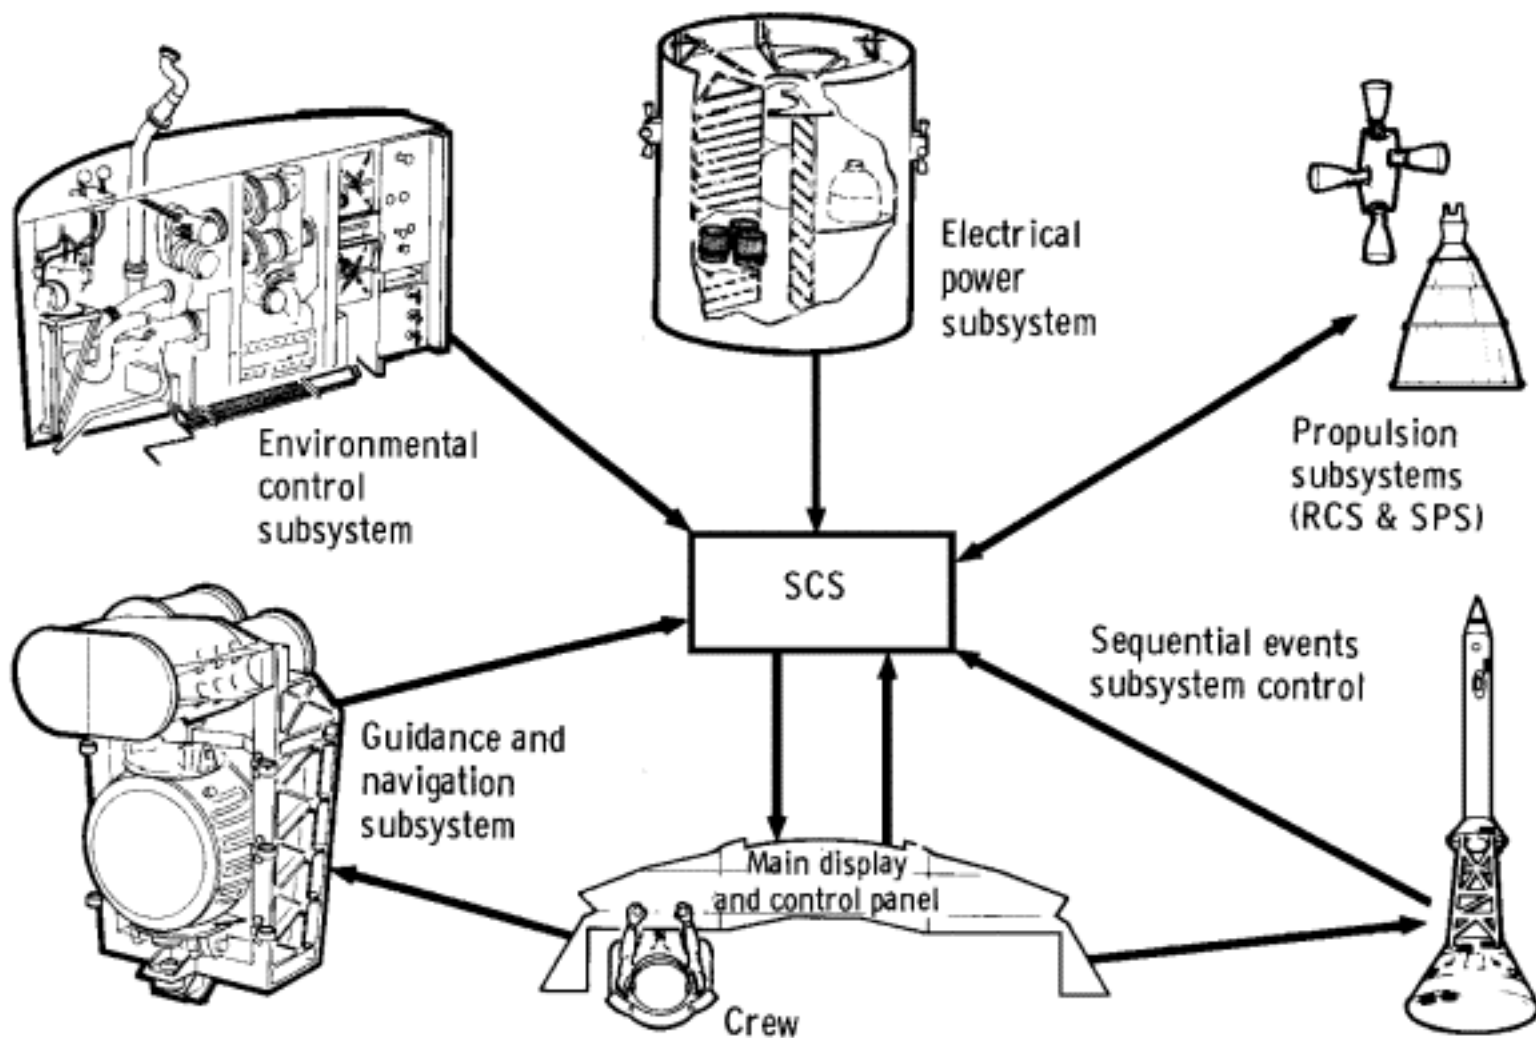 Electrical
power
subsystem
Environmental
control
subsystem
Propulsion
subsystems
(RCS & SPS)
SCS
Sequential events
subsystem control
Guidance and
navigation
subsystem
Main display
and control panel
Crew